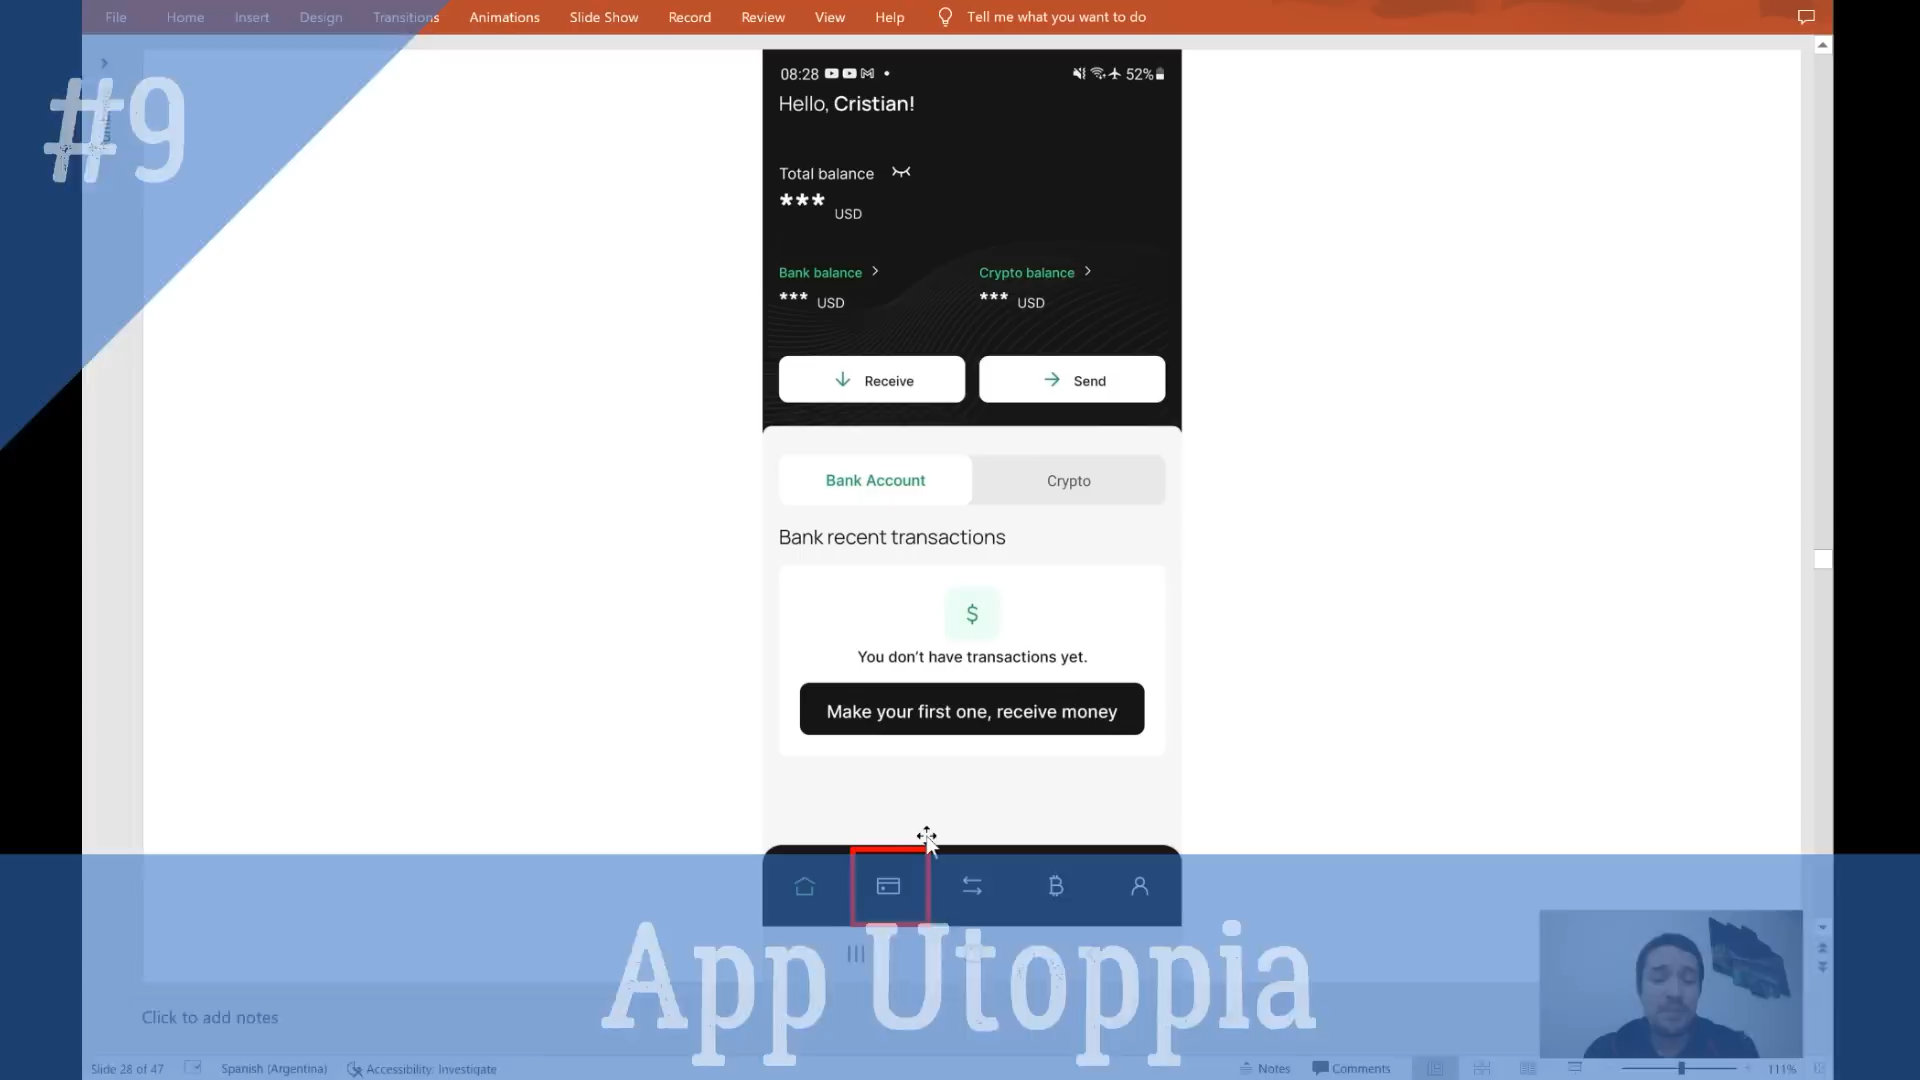 File Home Insert Design Transitions Animations Slide Show Record Review View Help Tell me what you want to do
#9
08:28 52%
Hello, Cristian!
Total balance
*** USD
Bank balance Crypto balance
*** USD *** USD
Receive Send
Bank Account Crypto
Bank recent transactions
$
You don't have transactions yet.
Make your first one, receive money
App Utoppia
Click to add notes
Slide 28 of 47 Spanish (Argentina) Accessibility: Investigate Notes Comments 111%